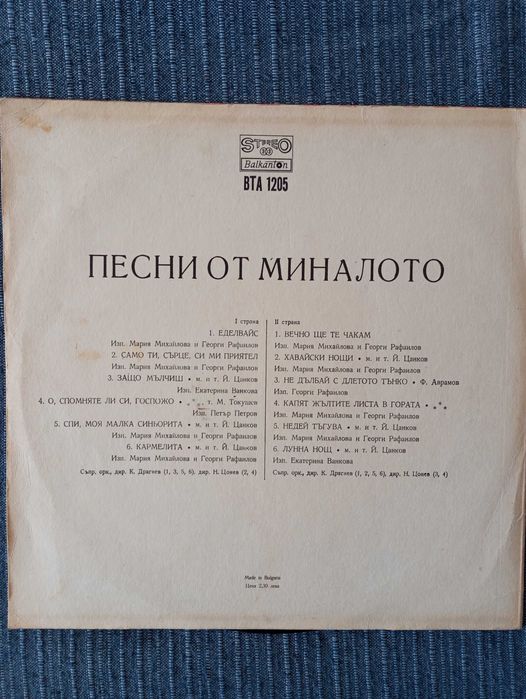 STEREO
Balkanton
ВТА 1205
ПЕСНИ ОТ МИНАЛОТО
I страна
1. ЕДЕЛВАЙС
Изп. Мария Михайлова и Георги Рафаилов
2. САМО ТИ, СЪРЦЕ, СИ МИ ПРИЯТЕЛ
Изп. Мария Михайлова и Георги Рафаилов
3. ЗАЩО МЪЛЧИШ • м. и т. Й. Цанков
Изп. Екатерина Ванкова
4. О, СПОМНЯТЕ ЛИ СИ, ГОСПОЖО • *** т. М. Токушев
Изп. Петър Петров
5. СПИ, МОЯ МАЛКА СИНЬОРИТА • м. и т. Й. Цанков
Изп. Мария Михайлова и Георги Рафаилов
6. КАРМЕЛИТА • м. и т. Й. Цанков
Изп. Мария Михайлова и Георги Рафаилов
Съпр. орк., дир. К. Драгнев (1, 3, 5, 6). дир. Н. Цонев (2, 4)
II страна
1. ВЕЧНО ЩЕ ТЕ ЧАКАМ
Изп. Мария Михайлова и Георги Рафаилов
2. ХАВАЙСКИ НОЩИ • м. и т. Й. Цанков
Изп. Мария Михайлова и Георги Рафаилов
3. НЕ ДЪЛБАЙ С ДЛЕТОТО ТЪНКО • Ф. Аврамов
Изп. Георги Рафаилов
4. КАПЯТ ЖЪЛТИТЕ ЛИСТА В ГОРАТА • ***
Изп. Мария Михайлова и Георги Рафаилов
5. НЕДЕЙ ТЪГУВА • м. и т. Й. Цанков
Изп. Мария Михайлова и Георги Рафаилов
6. ЛУННА НОЩ • м. и т. Й. Цанков
Изп. Екатерина Ванкова
Съпр. орк., дир. К. Драгнев (1, 2, 5, 6) дир. Н. Цонев (3, 4)
Made in Bulgaria
Цена 2,10 лева